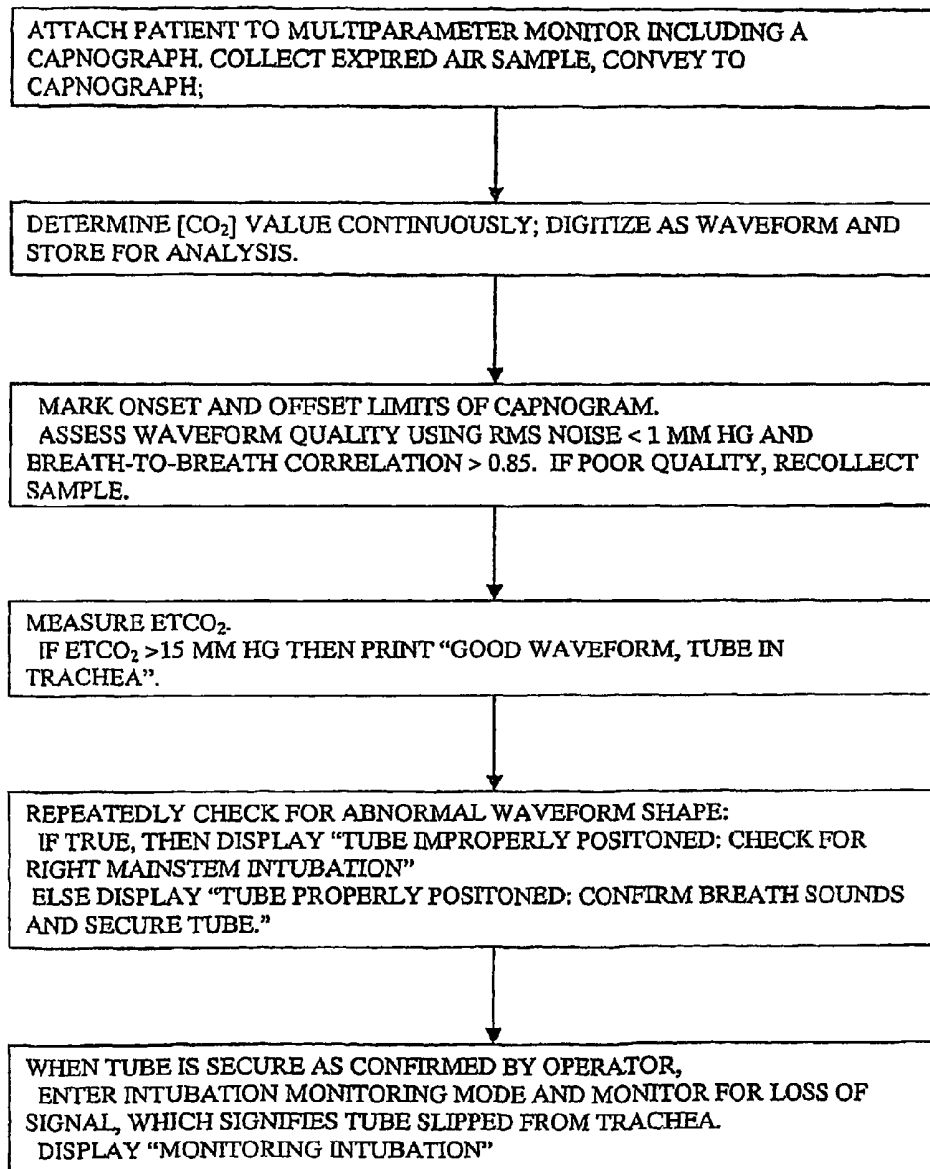 ATTACH PATIENT TO MULTIPARAMETER MONITOR INCLUDING A
CAPNOGRAPH. COLLECT EXPIRED AIR SAMPLE, CONVEY TO
CAPNOGRAPH;
DETERMINE [CO₂] VALUE CONTINUOUSLY; DIGITIZE AS WAVEFORM AND
STORE FOR ANALYSIS.
MARK ONSET AND OFFSET LIMITS OF CAPNOGRAM.
ASSESS WAVEFORM QUALITY USING RMS NOISE < 1 MM HG AND
BREATH-TO-BREATH CORRELATION > 0.85. IF POOR QUALITY, RECOLLECT
SAMPLE.
MEASURE ETCO₂.
IF ETCO₂ >15 MM HG THEN PRINT “GOOD WAVEFORM, TUBE IN
TRACHEA”.
REPEATEDLY CHECK FOR ABNORMAL WAVEFORM SHAPE:
IF TRUE, THEN DISPLAY “TUBE IMPROPERLY POSITONED: CHECK FOR
RIGHT MAINSTEM INTUBATION”
ELSE DISPLAY “TUBE PROPERLY POSITONED: CONFIRM BREATH SOUNDS
AND SECURE TUBE.”
WHEN TUBE IS SECURE AS CONFIRMED BY OPERATOR,
ENTER INTUBATION MONITORING MODE AND MONITOR FOR LOSS OF
SIGNAL, WHICH SIGNIFIES TUBE SLIPPED FROM TRACHEA.
DISPLAY “MONITORING INTUBATION”